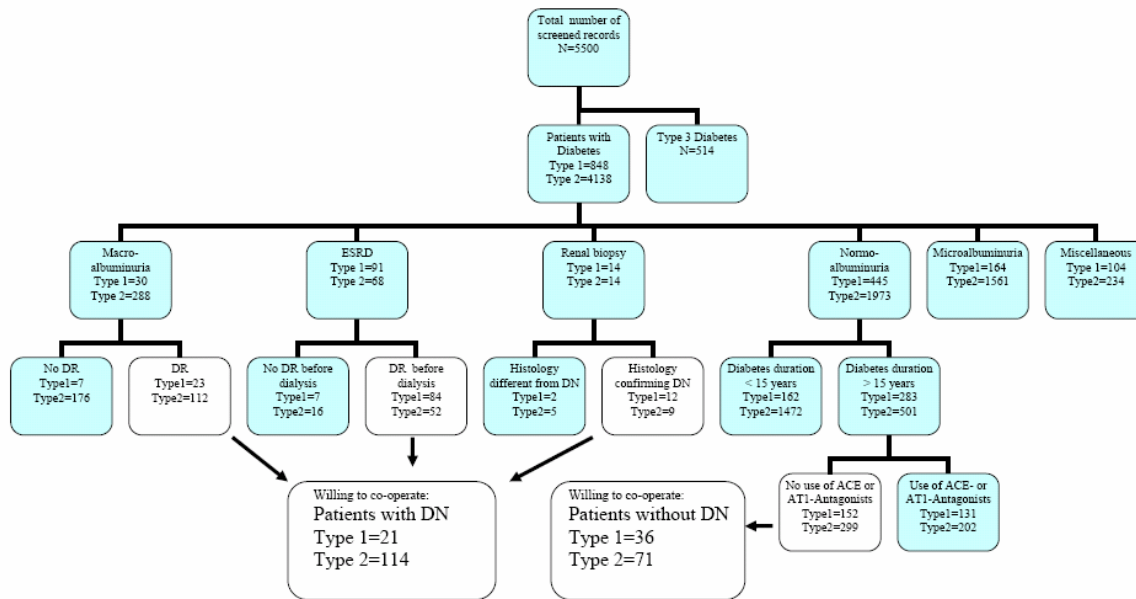 Total number of
screened records
N=5500
Patients with
Diabetes
Type 1=848
Type 2=4138
Type 3 Diabetes
N=514
Macro-
albuminuria
Type 1=30
Type 2=288
ESRD
Type 1=91
Type 2=68
Renal biopsy
Type 1=14
Type 2=14
Normo-
albuminuria
Type1=445
Type2=1973
Microalbuminuria
Type1=164
Type2=1561
Miscellaneous
Type 1=104
Type2=234
No DR
Type1=7
Type2=176
DR
Type1=23
Type2=112
No DR before
dialysis
Type1=7
Type2=16
DR before
dialysis
Type1=84
Type2=52
Histology
different from DN
Type1=2
Type2=5
Histology
confirming DN
Type1=12
Type2=9
Diabetes duration
< 15 years
Type1=162
Type2=1472
Diabetes duration
> 15 years
Type1=283
Type2=501
Willing to co-operate:
Patients with DN
Type 1=21
Type 2=114
Willing to co-operate:
Patients without DN
Type 1=36
Type 2=71
No use of ACE or
AT1-Antagonists
Type1=152
Type2=299
Use of ACE- or
AT1-Antagonists
Type1=131
Type2=202